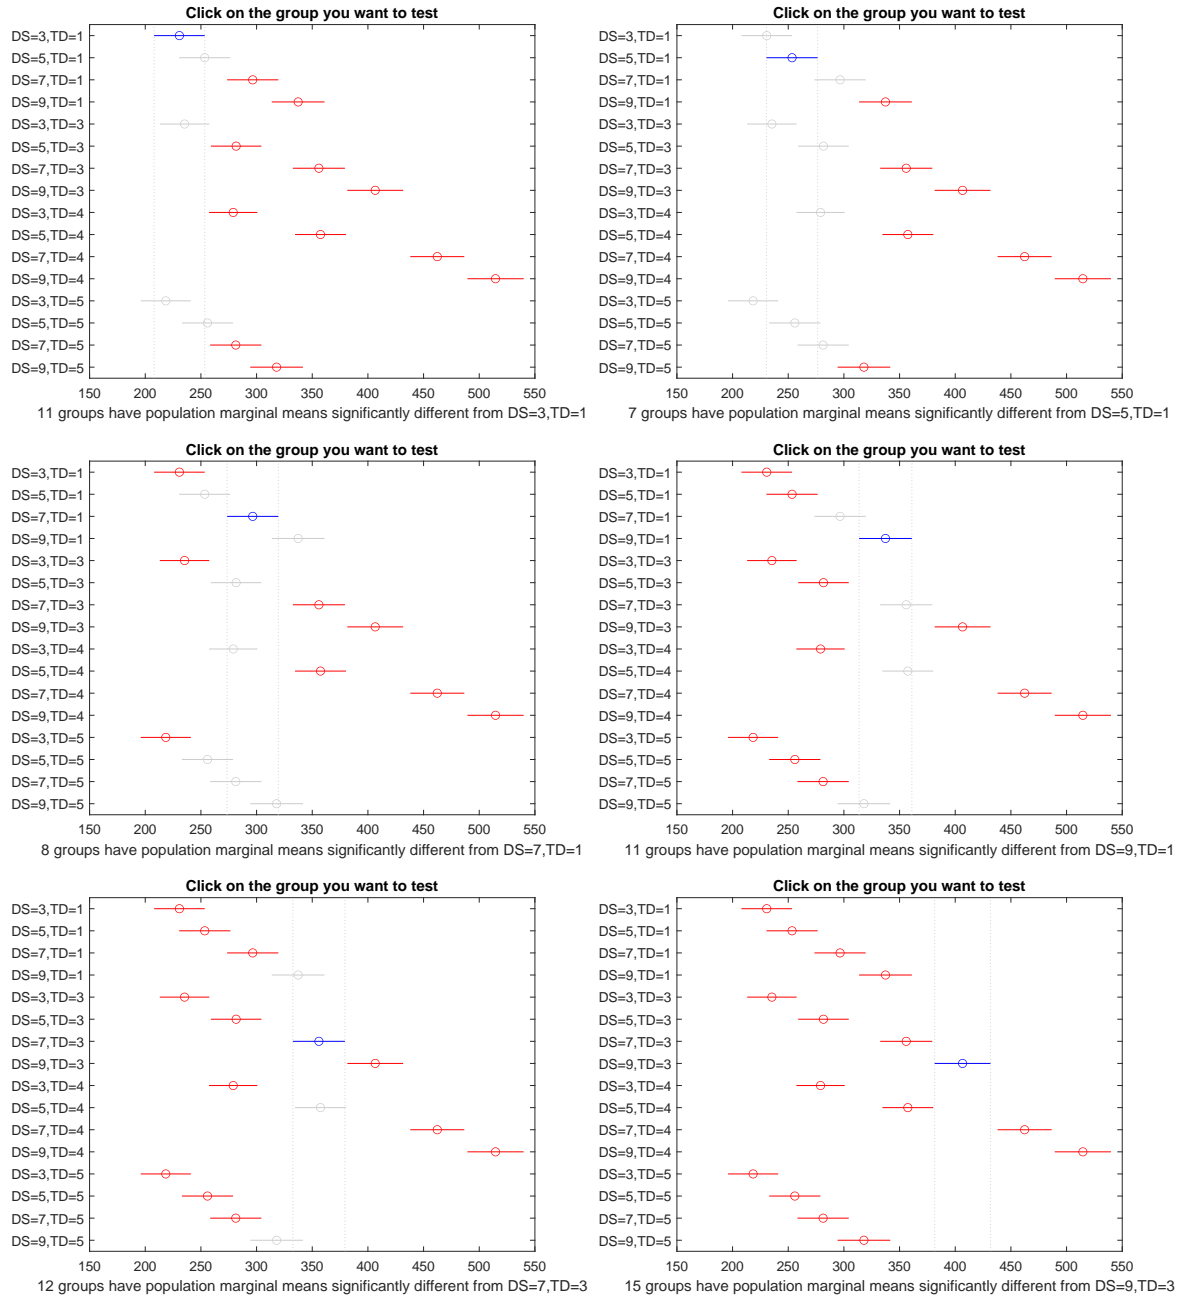 Click on the group you want to test
DS=3,TD=1
DS=5,TD=1
DS=7,TD=1
DS=9,TD=1
DS=3,TD=3
DS=5,TD=3
DS=7,TD=3
DS=9,TD=3
DS=3,TD=4
DS=5,TD=4
DS=7,TD=4
DS=9,TD=4
DS=3,TD=5
DS=5,TD=5
DS=7,TD=5
DS=9,TD=5
150 200 250 300 350 400 450 500 550
11 groups have population marginal means significantly different from DS=3,TD=1
Click on the group you want to test
DS=3,TD=1
DS=5,TD=1
DS=7,TD=1
DS=9,TD=1
DS=3,TD=3
DS=5,TD=3
DS=7,TD=3
DS=9,TD=3
DS=3,TD=4
DS=5,TD=4
DS=7,TD=4
DS=9,TD=4
DS=3,TD=5
DS=5,TD=5
DS=7,TD=5
DS=9,TD=5
150 200 250 300 350 400 450 500 550
7 groups have population marginal means significantly different from DS=5,TD=1
Click on the group you want to test
DS=3,TD=1
DS=5,TD=1
DS=7,TD=1
DS=9,TD=1
DS=3,TD=3
DS=5,TD=3
DS=7,TD=3
DS=9,TD=3
DS=3,TD=4
DS=5,TD=4
DS=7,TD=4
DS=9,TD=4
DS=3,TD=5
DS=5,TD=5
DS=7,TD=5
DS=9,TD=5
150 200 250 300 350 400 450 500 550
8 groups have population marginal means significantly different from DS=7,TD=1
Click on the group you want to test
DS=3,TD=1
DS=5,TD=1
DS=7,TD=1
DS=9,TD=1
DS=3,TD=3
DS=5,TD=3
DS=7,TD=3
DS=9,TD=3
DS=3,TD=4
DS=5,TD=4
DS=7,TD=4
DS=9,TD=4
DS=3,TD=5
DS=5,TD=5
DS=7,TD=5
DS=9,TD=5
150 200 250 300 350 400 450 500 550
11 groups have population marginal means significantly different from DS=9,TD=1
Click on the group you want to test
DS=3,TD=1
DS=5,TD=1
DS=7,TD=1
DS=9,TD=1
DS=3,TD=3
DS=5,TD=3
DS=7,TD=3
DS=9,TD=3
DS=3,TD=4
DS=5,TD=4
DS=7,TD=4
DS=9,TD=4
DS=3,TD=5
DS=5,TD=5
DS=7,TD=5
DS=9,TD=5
150 200 250 300 350 400 450 500 550
12 groups have population marginal means significantly different from DS=7,TD=3
Click on the group you want to test
DS=3,TD=1
DS=5,TD=1
DS=7,TD=1
DS=9,TD=1
DS=3,TD=3
DS=5,TD=3
DS=7,TD=3
DS=9,TD=3
DS=3,TD=4
DS=5,TD=4
DS=7,TD=4
DS=9,TD=4
DS=3,TD=5
DS=5,TD=5
DS=7,TD=5
DS=9,TD=5
150 200 250 300 350 400 450 500 550
15 groups have population marginal means significantly different from DS=9,TD=3